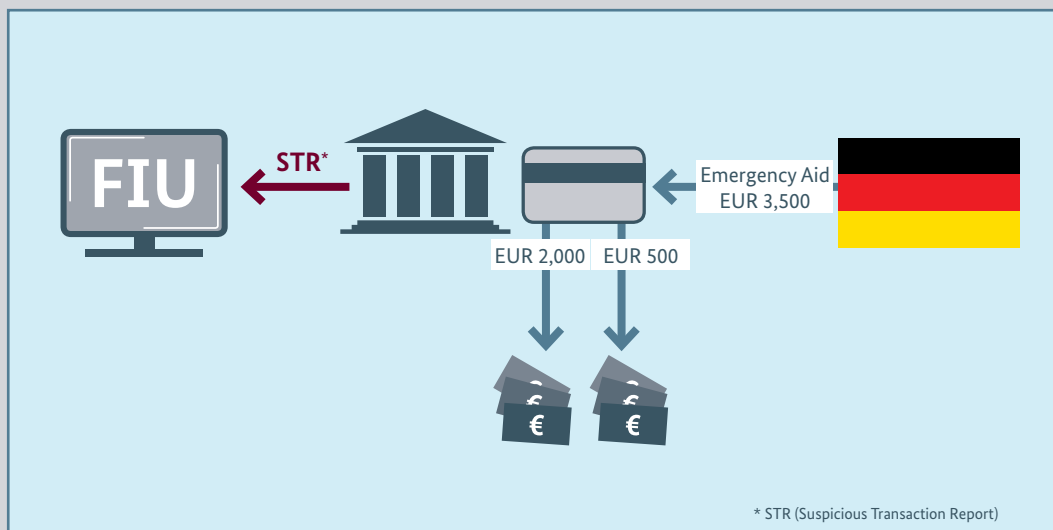 FIU
STR*
Emergency Aid
EUR 3,500
EUR 2,000
EUR 500
€
€
€
€
€
€
* STR (Suspicious Transaction Report)